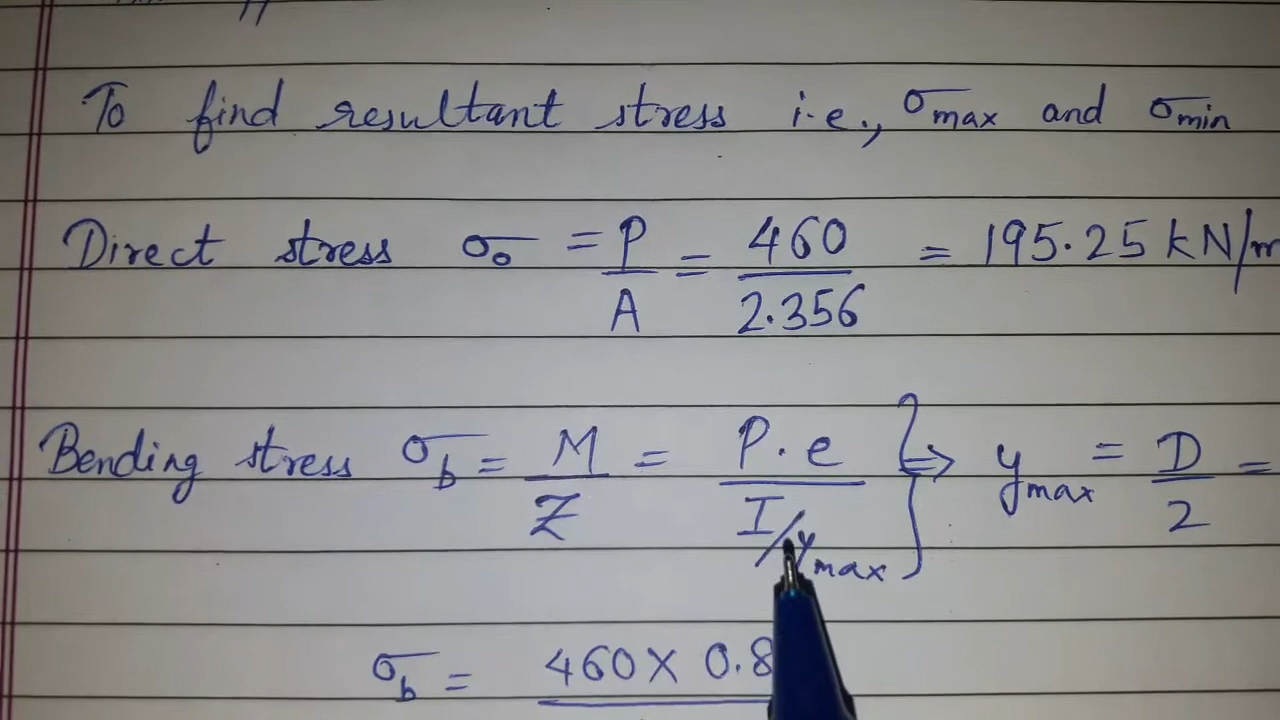 To find resultant stress i.e., σmax and σmin
Direct stress σo = P/A = 460/2.356 = 195.25 kN/m
Bending stress σb = M/Z = P.e/(I/ymax) } ⇒ ymax = D/2 =
σb = 460 X 0.8